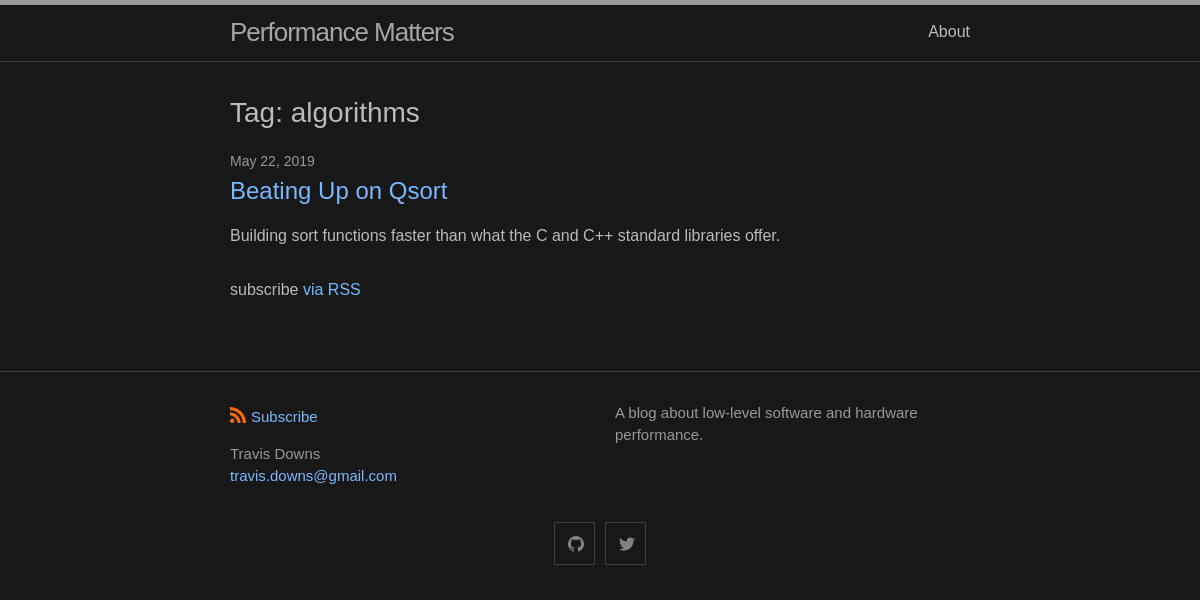 Performance Matters
About
Tag: algorithms
May 22, 2019
Beating Up on Qsort
Building sort functions faster than what the C and C++ standard libraries offer.
subscribe via RSS
Subscribe
Travis Downs
travis.downs@gmail.com
A blog about low-level software and hardware
performance.